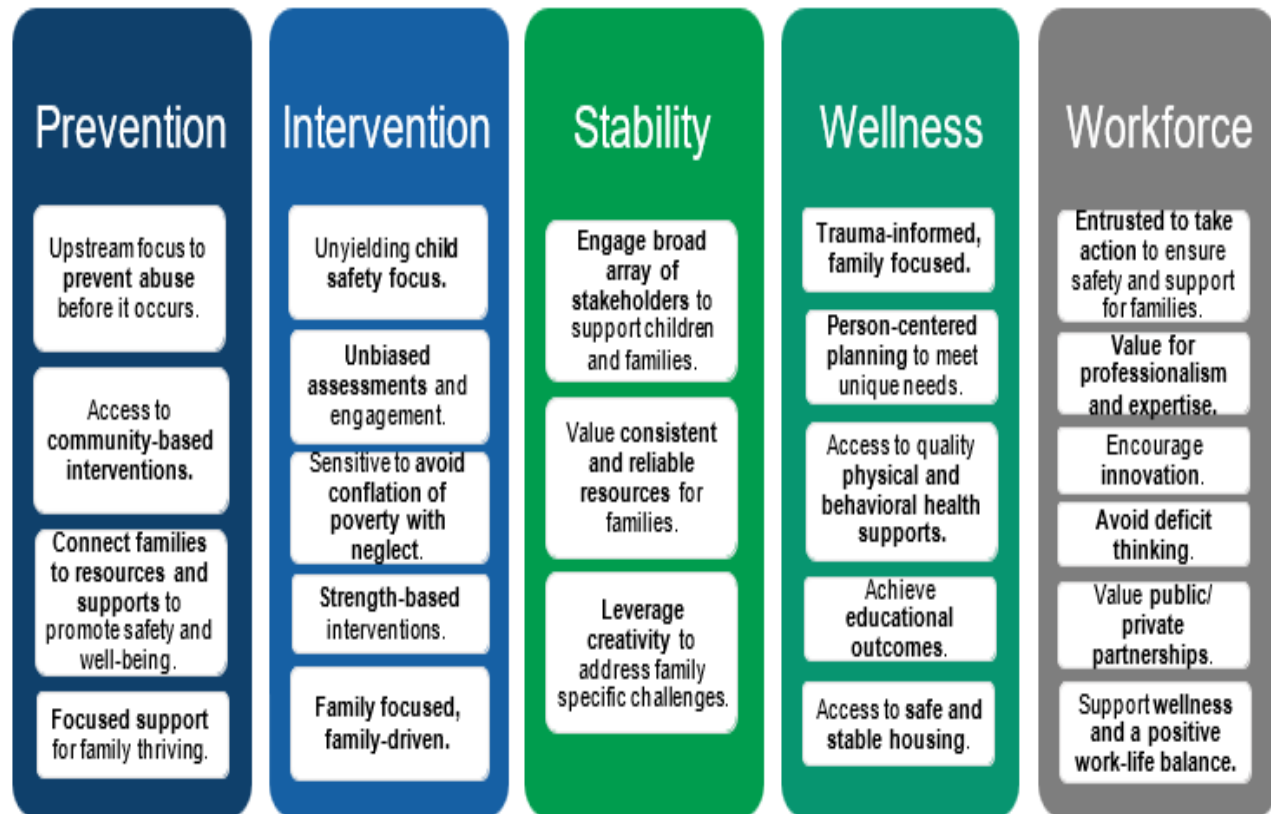 Prevention
Upstream focus to
prevent abuse
before it occurs.
Access to
community-based
interventions.
Connect families
to resources and
supports to
promote safety and
well-being.
Focused support
for family thriving.
Intervention
Unyielding child
safety focus.
Unbiased
assessments and
engagement.
Sensitive to avoid
conflation of
poverty with
neglect.
Strength-based
interventions.
Family focused,
family-driven.
Stability
Engage broad
array of
stakeholders to
support children
and families.
Value consistent
and reliable
resources for
families.
Leverage
creativity to
address family
specific challenges.
Wellness
Trauma-informed,
family focused.
Person-centered
planning to meet
unique needs.
Access to quality
physical and
behavioral health
supports.
Achieve
educational
outcomes.
Access to safe and
stable housing.
Workforce
Entrusted to take
action to ensure
safety and support
for families.
Value for
professionalism
and expertise.
Encourage
innovation.
Avoid deficit
thinking.
Value public/
private
partnerships.
Support wellness
and a positive
work-life balance.